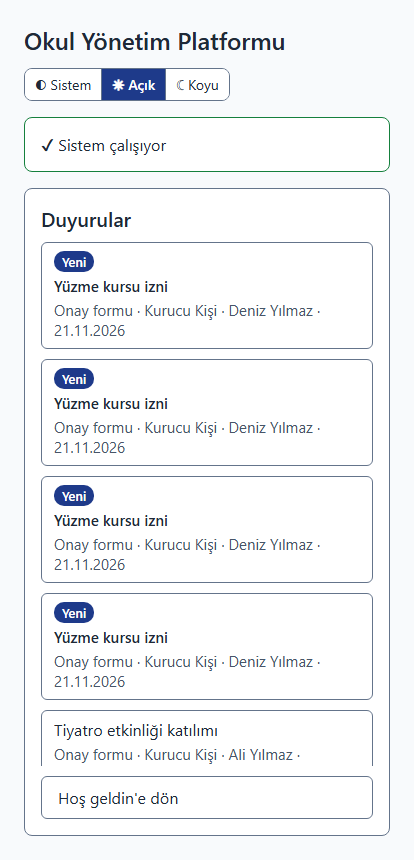 Okul Yönetim Platformu
Sistem
Açık
Koyu
Sistem çalışıyor
Duyurular
Yeni
Yüzme kursu izni
Onay formu · Kurucu Kişi · Deniz Yılmaz ·
21.11.2026
Yeni
Yüzme kursu izni
Onay formu · Kurucu Kişi · Deniz Yılmaz ·
21.11.2026
Yeni
Yüzme kursu izni
Onay formu · Kurucu Kişi · Deniz Yılmaz ·
21.11.2026
Yeni
Yüzme kursu izni
Onay formu · Kurucu Kişi · Deniz Yılmaz ·
21.11.2026
Tiyatro etkinliği katılımı
Onay formu · Kurucu Kişi · Ali Yılmaz ·
Hoş geldin'e dön